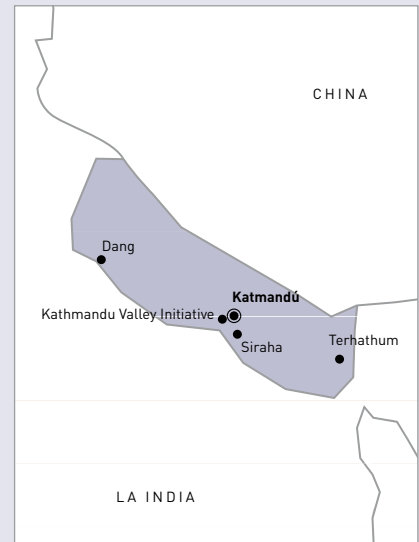 CHINA
Dang
Katmandú
Kathmandu Valley Initiative
Terhathum
Siraha
LA INDIA